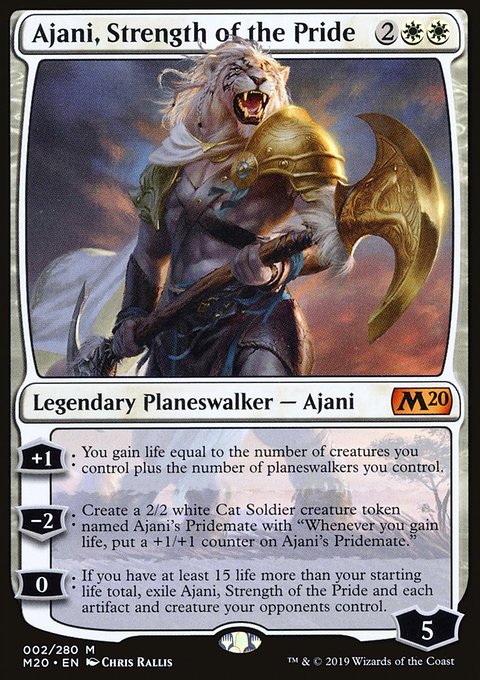 Ajani, Strength of the Pride 2
Legendary Planeswalker — Ajani M20
+1: You gain life equal to the number of creatures you
control plus the number of planeswalkers you control.
−2: Create a 2/2 white Cat Soldier creature token
named Ajani's Pridemate with “Whenever you gain
life, put a +1/+1 counter on Ajani's Pridemate.”
0: If you have at least 15 life more than your starting
life total, exile Ajani, Strength of the Pride and each
artifact and creature your opponents control.
5
002/280 M
M20 • EN Chris Rallis
™ & © 2019 Wizards of the Coast